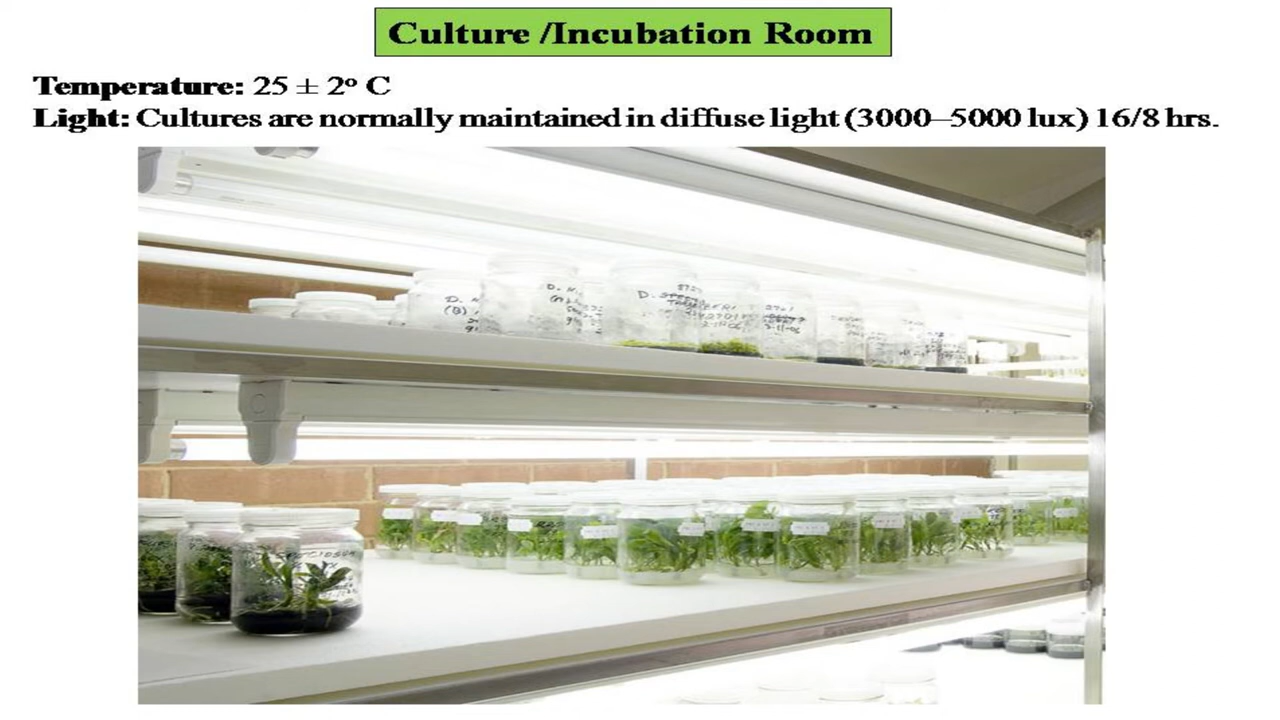 Culture /Incubation Room
Temperature: 25 ± 2º C
Light: Cultures are normally maintained in diffuse light (3000–5000 lux) 16/8 hrs.
D.
(B)
D.
D.